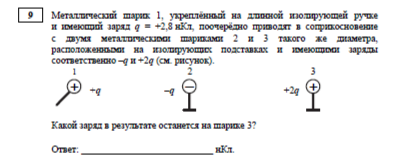 9
Металлический шарик 1, укреплённый на длинной изолирующей ручке
и имеющий заряд q = +2,8 нКл, поочерёдно приводят в соприкосновение
с двумя металлическими шариками 2 и 3 такого же диаметра,
расположенными на изолирующих подставках и имеющими заряды
соответственно –q и +2q (см. рисунок).
1 2 3
+ +q –q – +2q +
Какой заряд в результате останется на шарике 3?
Ответ: ____________________________ нКл.